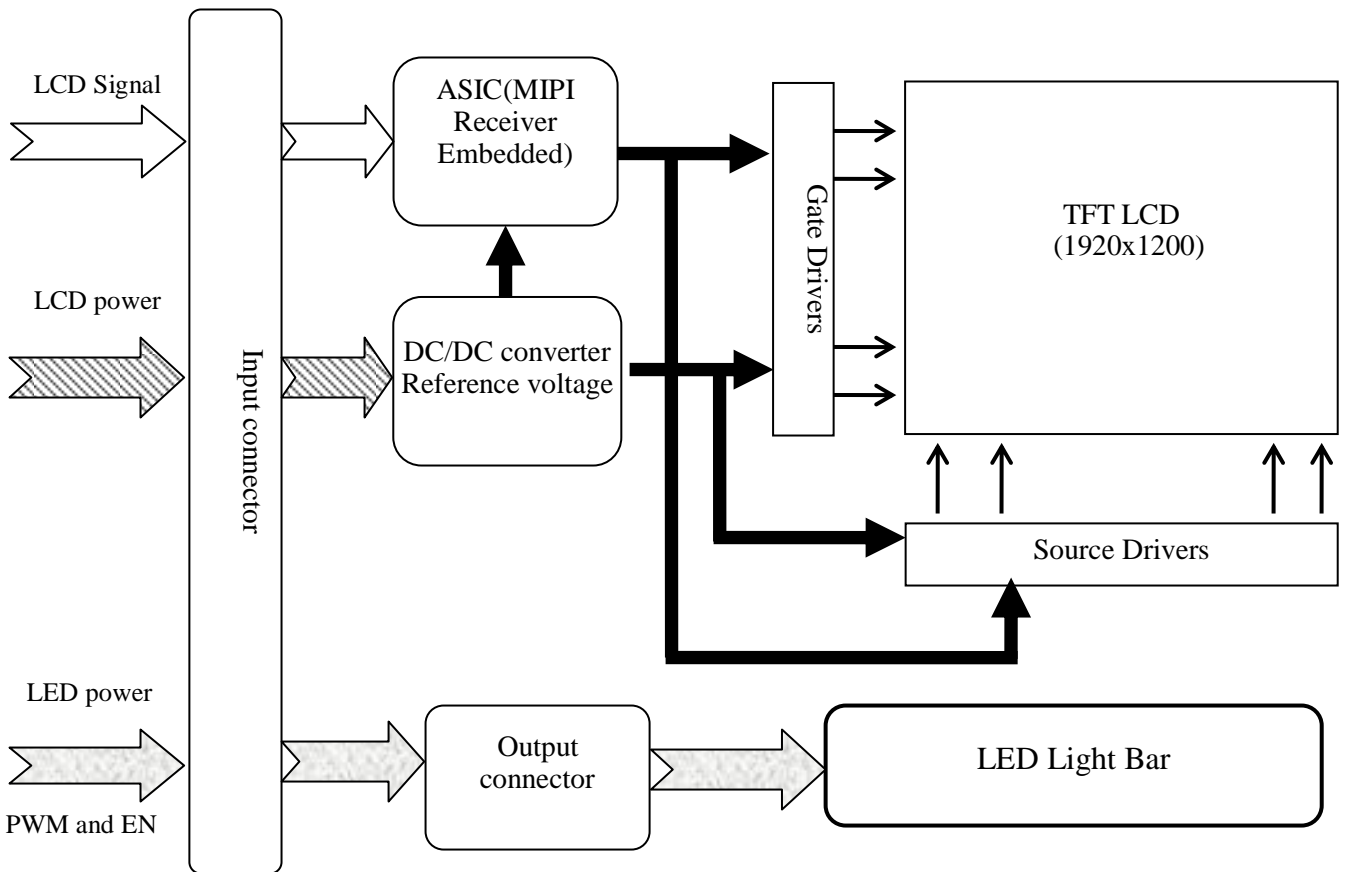 LCD Signal
LCD power
LED power
PWM and EN
Input connector
ASIC(MIPI
Receiver
Embedded)
DC/DC converter
Reference voltage
Output
connector
Gate Drivers
TFT LCD
(1920x1200)
Source Drivers
LED Light Bar